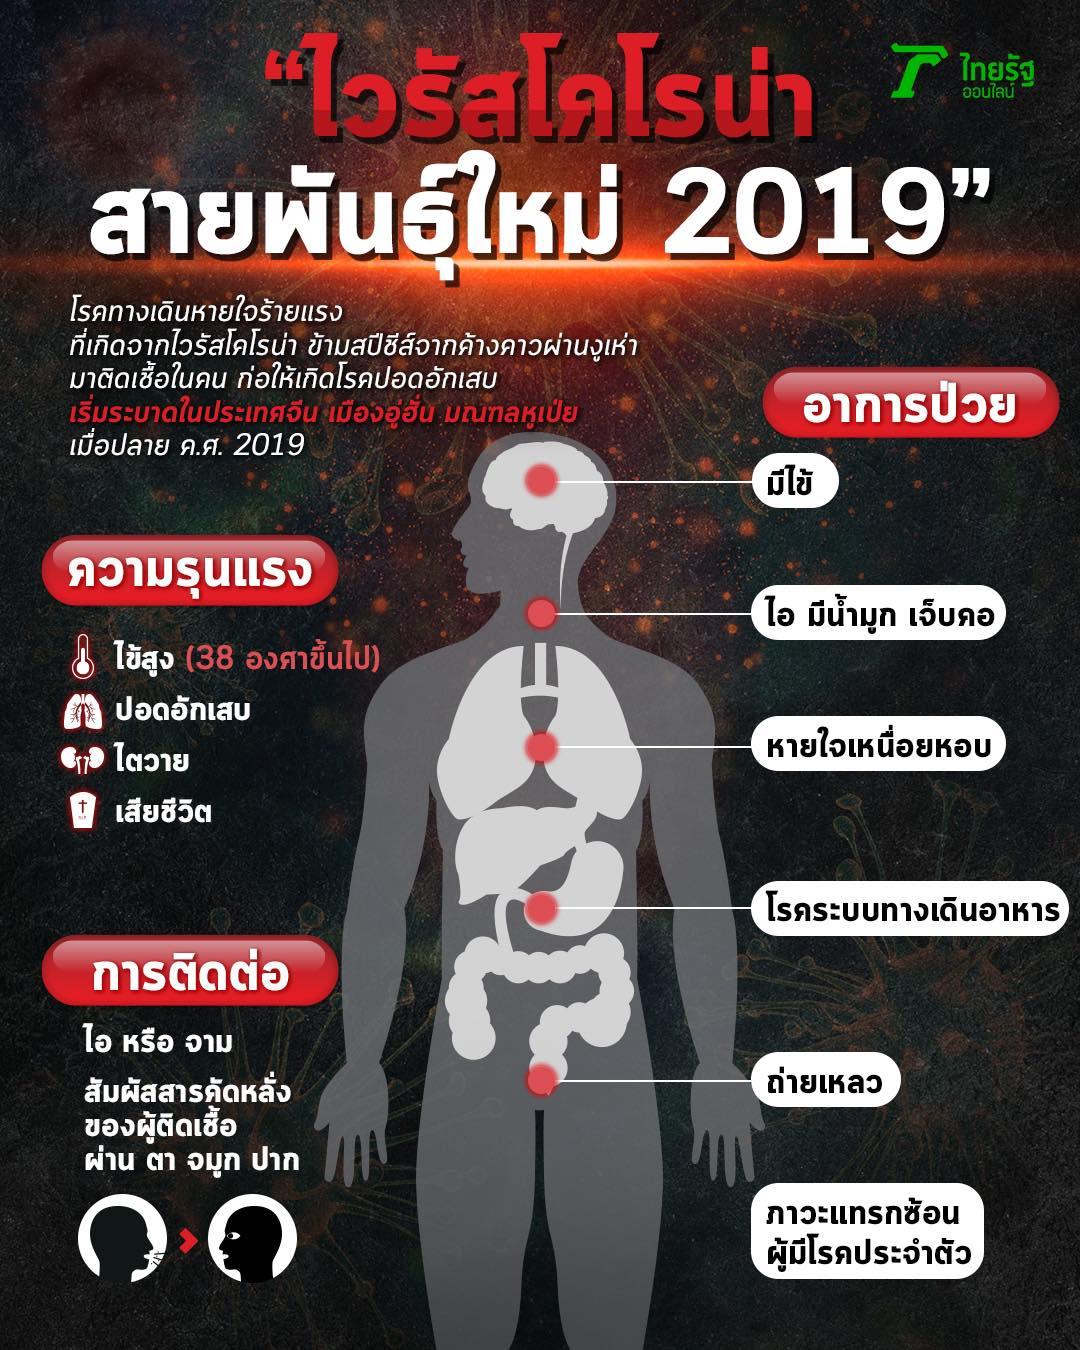 “ไวรัสโคโรน่า
สายพันธุ์ใหม่ 2019”
ไทยรัฐ
ออนไลน์
โรคทางเดินหายใจร้ายแรง
ที่เกิดจากไวรัสโคโรน่า ข้ามสปีชีส์จากค้างคาวผ่านงูเห่า
มาติดเชื้อในคน ก่อให้เกิดโรคปอดอักเสบ
เริ่มระบาดในประเทศจีน เมืองอู่ฮั่น มณฑลหูเป่ย
เมื่อปลาย ค.ศ. 2019
ความรุนแรง
ไข้สูง (38 องศาขึ้นไป)
ปอดอักเสบ
ไตวาย
เสียชีวิต
การติดต่อ
ไอ หรือ จาม
สัมผัสสารคัดหลั่ง
ของผู้ติดเชื้อ
ผ่าน ตา จมูก ปาก
อาการป่วย
มีไข้
ไอ มีน้ำมูก เจ็บคอ
หายใจเหนื่อยหอบ
โรคระบบทางเดินอาหาร
ถ่ายเหลว
ภาวะแทรกซ้อน
ผู้มีโรคประจำตัว